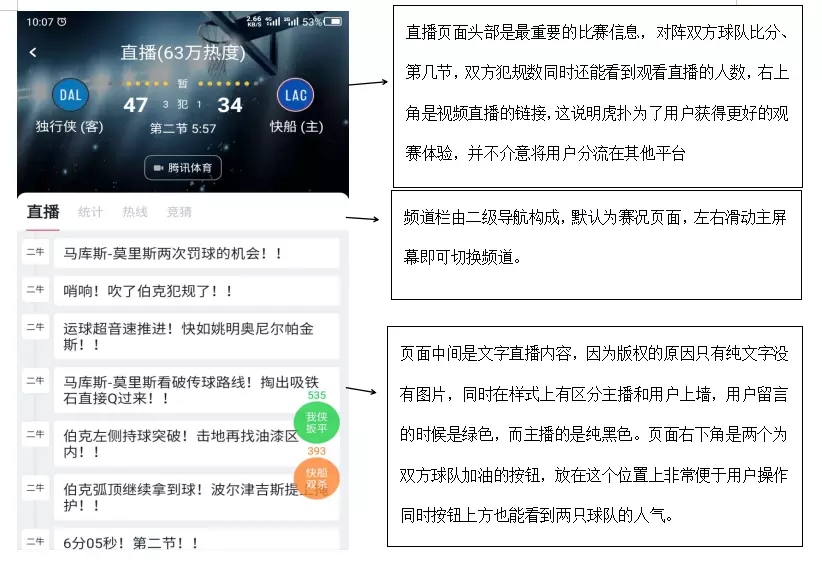 10:07
2.66
KB/S
53%
直播(63万热度)
DAL
暂
LAC
47
3
犯
1
34
独行侠 (客)
第二节 5:57
快船 (主)
腾讯体育
直播
统计
热线
竞猜
二牛
马库斯-莫里斯两次罚球的机会！！
二牛
哨响！吹了伯克犯规了！！
二牛
运球超音速推进！快如姚明奥尼尔帕金
斯！！
二牛
马库斯-莫里斯看破传球路线！掏出吸铁
石直接Q过来！！
535
我侠
扳平
二牛
伯克左侧持球突破！击地再找油漆区
内！！
393
快船
双杀
二牛
伯克弧顶继续拿到球！波尔津吉斯提上掩
护！！
二牛
6分05秒！第二节！！
直播页面头部是最重要的比赛信息，对阵双方球队比分、
第几节，双方犯规数同时还能看到观看直播的人数，右上
角是视频直播的链接，这说明虎扑为了用户获得更好的观
赛体验，并不介意将用户分流在其他平台
频道栏由二级导航构成，默认为赛况页面，左右滑动主屏
幕即可切换频道。
页面中间是文字直播内容，因为版权的原因只有纯文字没
有图片，同时在样式上有区分主播和用户上墙，用户留言
的时候是绿色，而主播的是纯黑色。页面右下角是两个为
双方球队加油的按钮，放在这个位置上非常便于用户操作
同时按钮上方也能看到两只球队的人气。